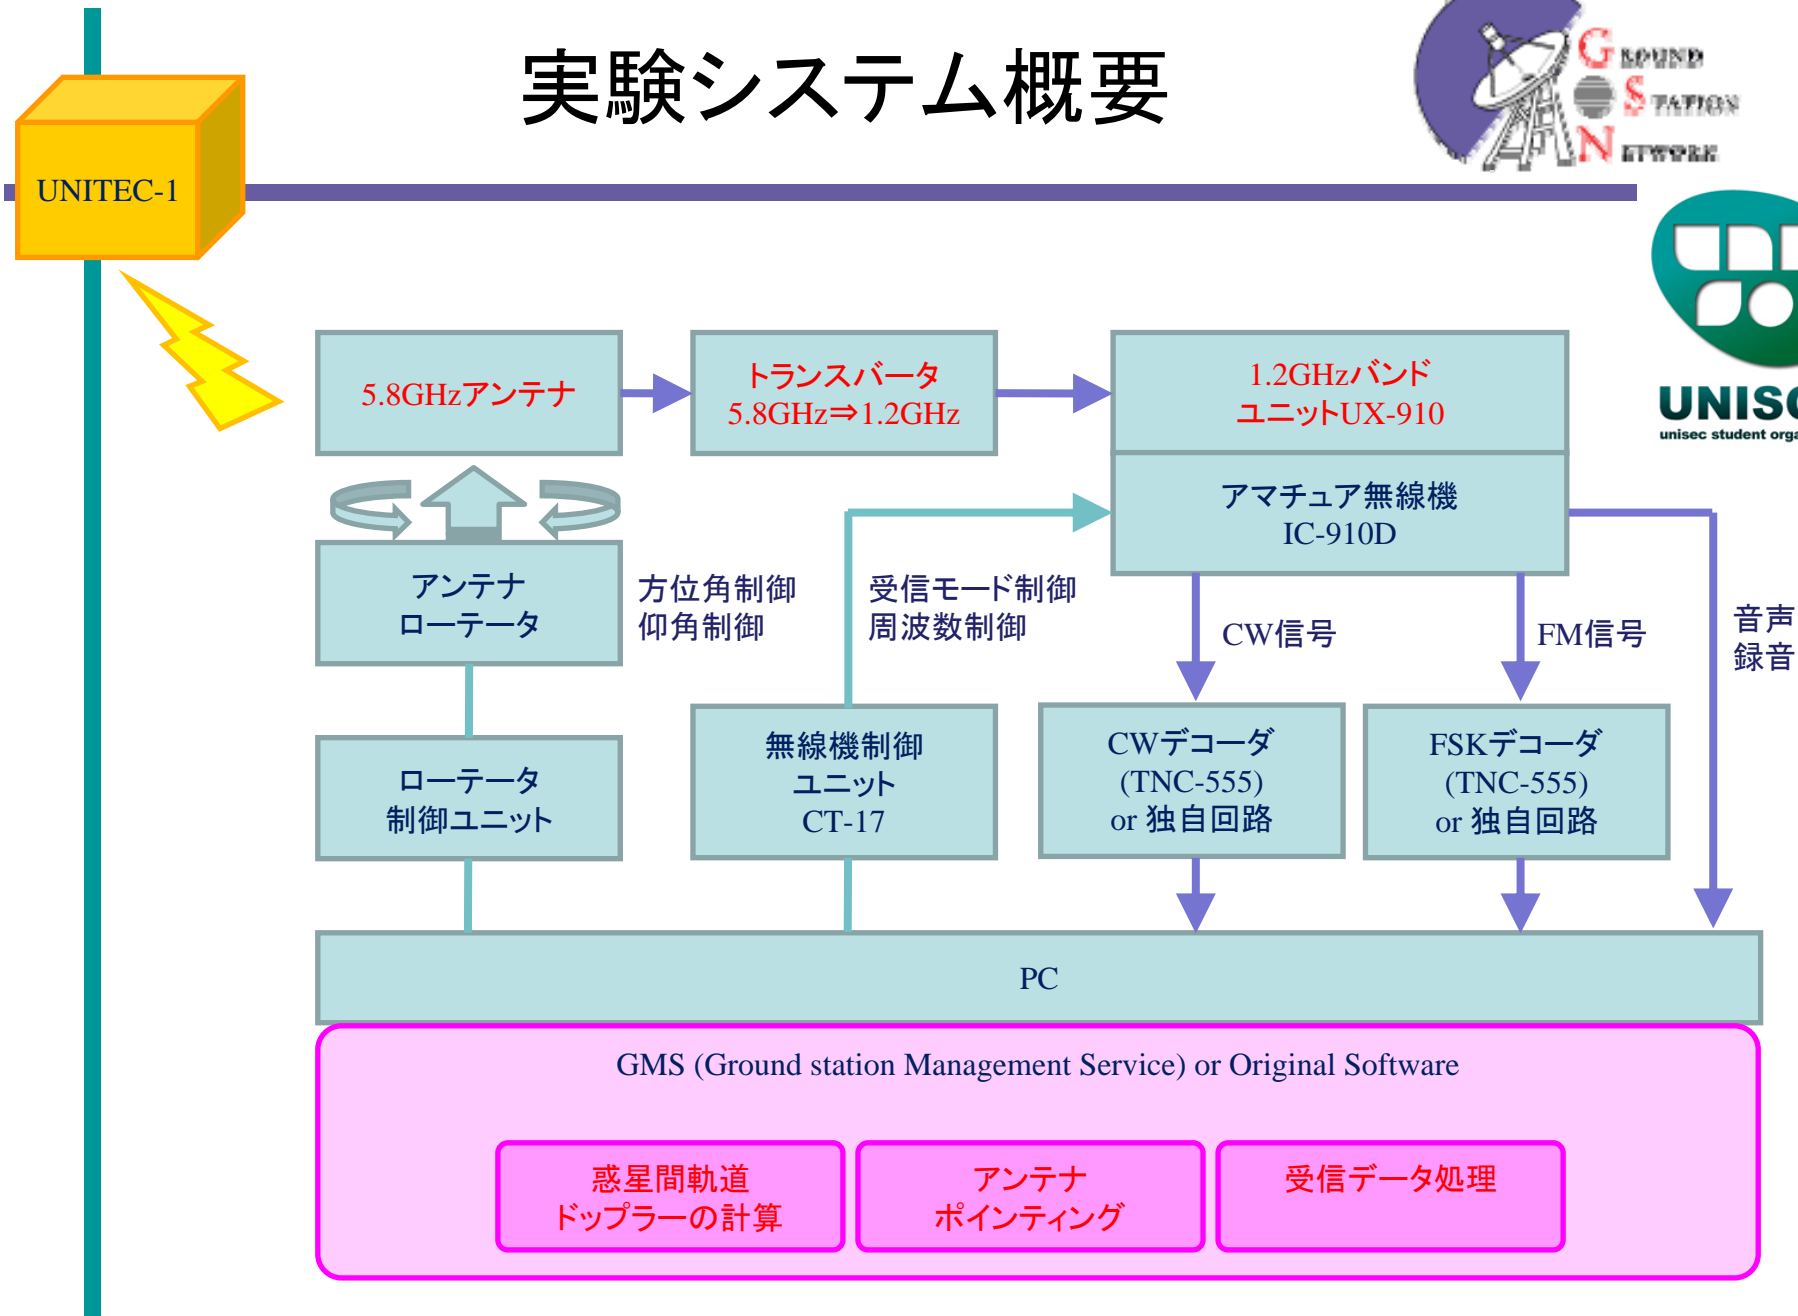 実験システム概要
GROUND
STATION
NETWORK
UNITEC-1
unisec student
5.8GHzアンテナ
トランスバータ
5.8GHz⇒1.2GHz
1.2GHzバンド
ユニットUX-910
アマチュア無線機
IC-910D
アンテナ
ローテータ
方位角制御
仰角制御
受信モード制御
周波数制御
CW信号
FM信号
音声
録音
ローテータ
制御ユニット
無線機制御
ユニット
CT-17
CWデコーダ
(TNC-555)
or 独自回路
FSKデコーダ
(TNC-555)
or 独自回路
PC
GMS (Ground station Management Service) or Original Software
惑星間軌道
ドップラーの計算
アンテナ
ポインティング
受信データ処理